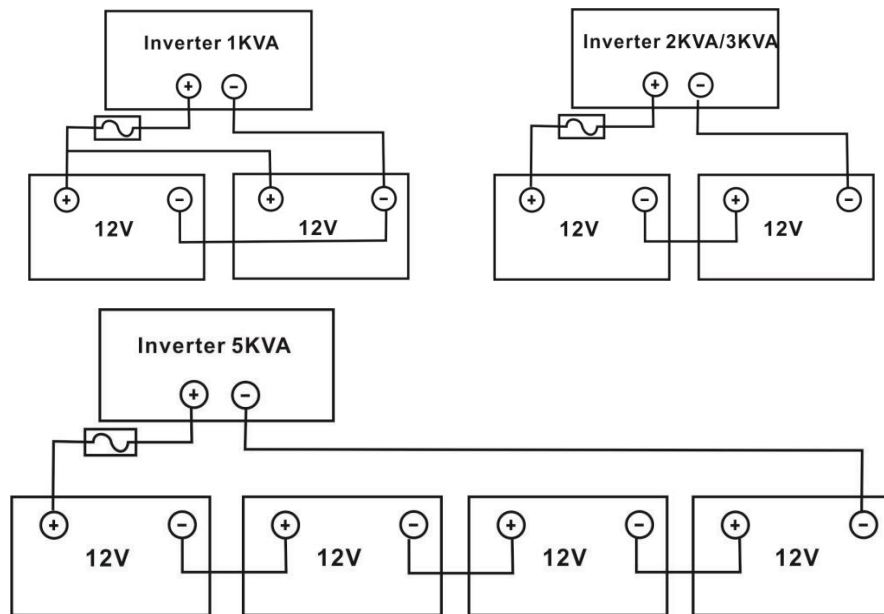 Inverter 1KVA
+ −
+ − + −
12V 12V
Inverter 2KVA/3KVA
+ −
+ − + −
12V 12V
Inverter 5KVA
+ −
+ − + − + − + −
12V 12V 12V 12V